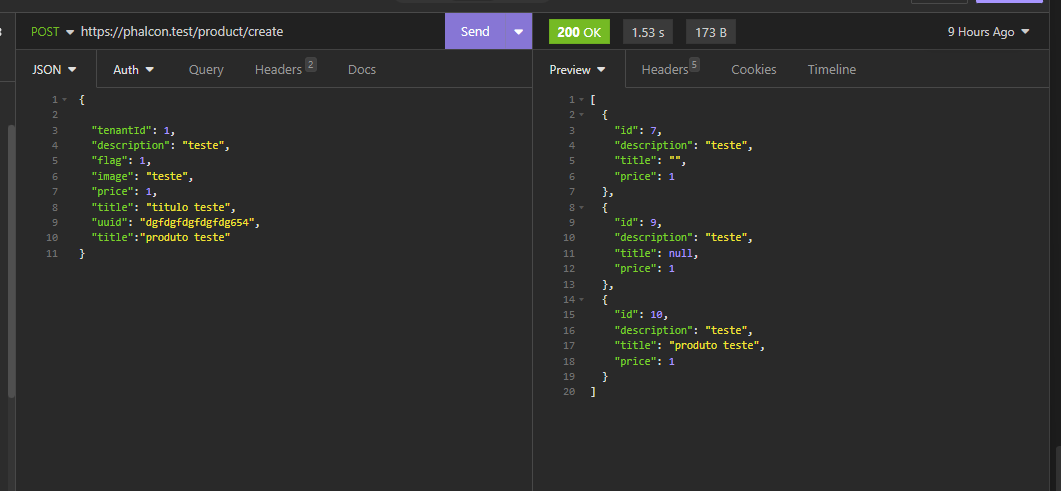 POST https://phalcon.test/product/create Send 200 OK 1.53 s 173 B 9 Hours Ago
JSON Auth Query Headers 2 Docs Preview Headers 5 Cookies Timeline
1 {
2
3 "tenantId": 1,
4 "description": "teste",
5 "flag": 1,
6 "image": "teste",
7 "price": 1,
8 "title": "titulo teste",
9 "uuid": "dgfdgfdgfdgfdg654",
10 "title":"produto teste"
11 }
1 [
2 {
3 "id": 7,
4 "description": "teste",
5 "title": "",
6 "price": 1
7 },
8 {
9 "id": 9,
10 "description": "teste",
11 "title": null,
12 "price": 1
13 },
14 {
15 "id": 10,
16 "description": "teste",
17 "title": "produto teste",
18 "price": 1
19 }
20 ]